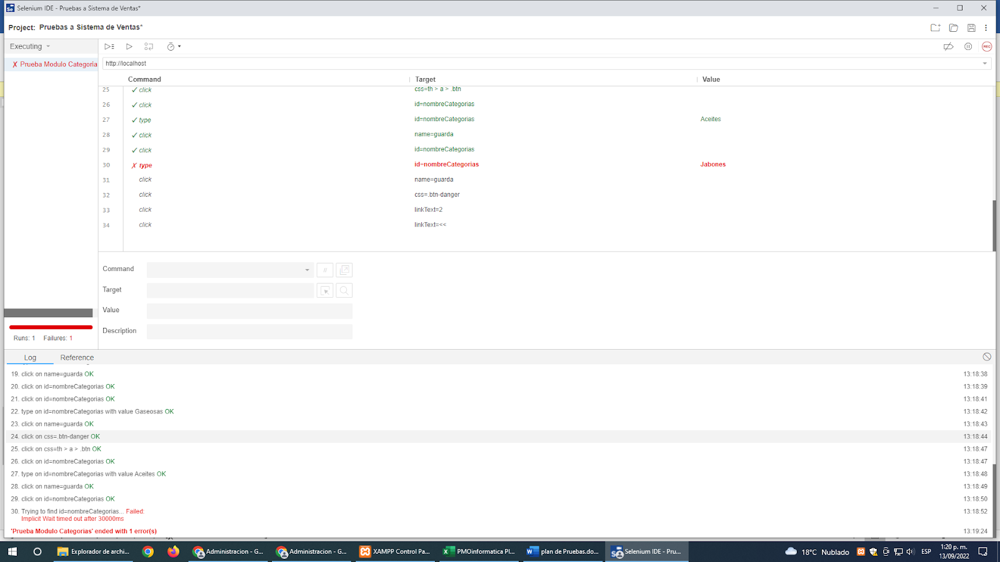 Selenium IDE - Pruebas a Sistema de Ventas*
Project: Pruebas a Sistema de Ventas*
Executing
X Prueba Modulo Categoria
REC
http://localhost
Command Target Value
25 ✓ click css=th > a > .btn
26 ✓ click id=nombreCategorias
27 ✓ type id=nombreCategorias Aceites
28 ✓ click name=guarda
29 ✓ click id=nombreCategorias
30 ✗ type id=nombreCategorias Jabones
31 click name=guarda
32 click css=.btn-danger
33 click linkText=2
34 click linkText=<<
Command //
Target
Value
Description
Runs: 1 Failures: 1
Log Reference
19. click on name=guarda OK 13:18:38
20. click on id=nombreCategorias OK 13:18:39
21. click on id=nombreCategorias OK 13:18:41
22. type on id=nombreCategorias with value Gaseosas OK 13:18:42
23. click on name=guarda OK 13:18:43
24. click on css=.btn-danger OK 13:18:44
25. click on css=th > a > .btn OK 13:18:47
26. click on id=nombreCategorias OK 13:18:47
27. type on id=nombreCategorias with value Aceites OK 13:18:48
28. click on name=guarda OK 13:18:49
29. click on id=nombreCategorias OK 13:18:50
30. Trying to find id=nombreCategorias... Failed: 13:18:52
Implicit Wait timed out after 30000ms
'Prueba Modulo Categorias' ended with 1 error(s) 13:19:24
Explorador de archi... Administracion - G... Administracion - G... XAMPP Control Pa... PMOinformatica Pl... plan de Pruebas.do... Selenium IDE - Pru... 18°C Nublado ESP 1:20 p. m.
13/09/2022